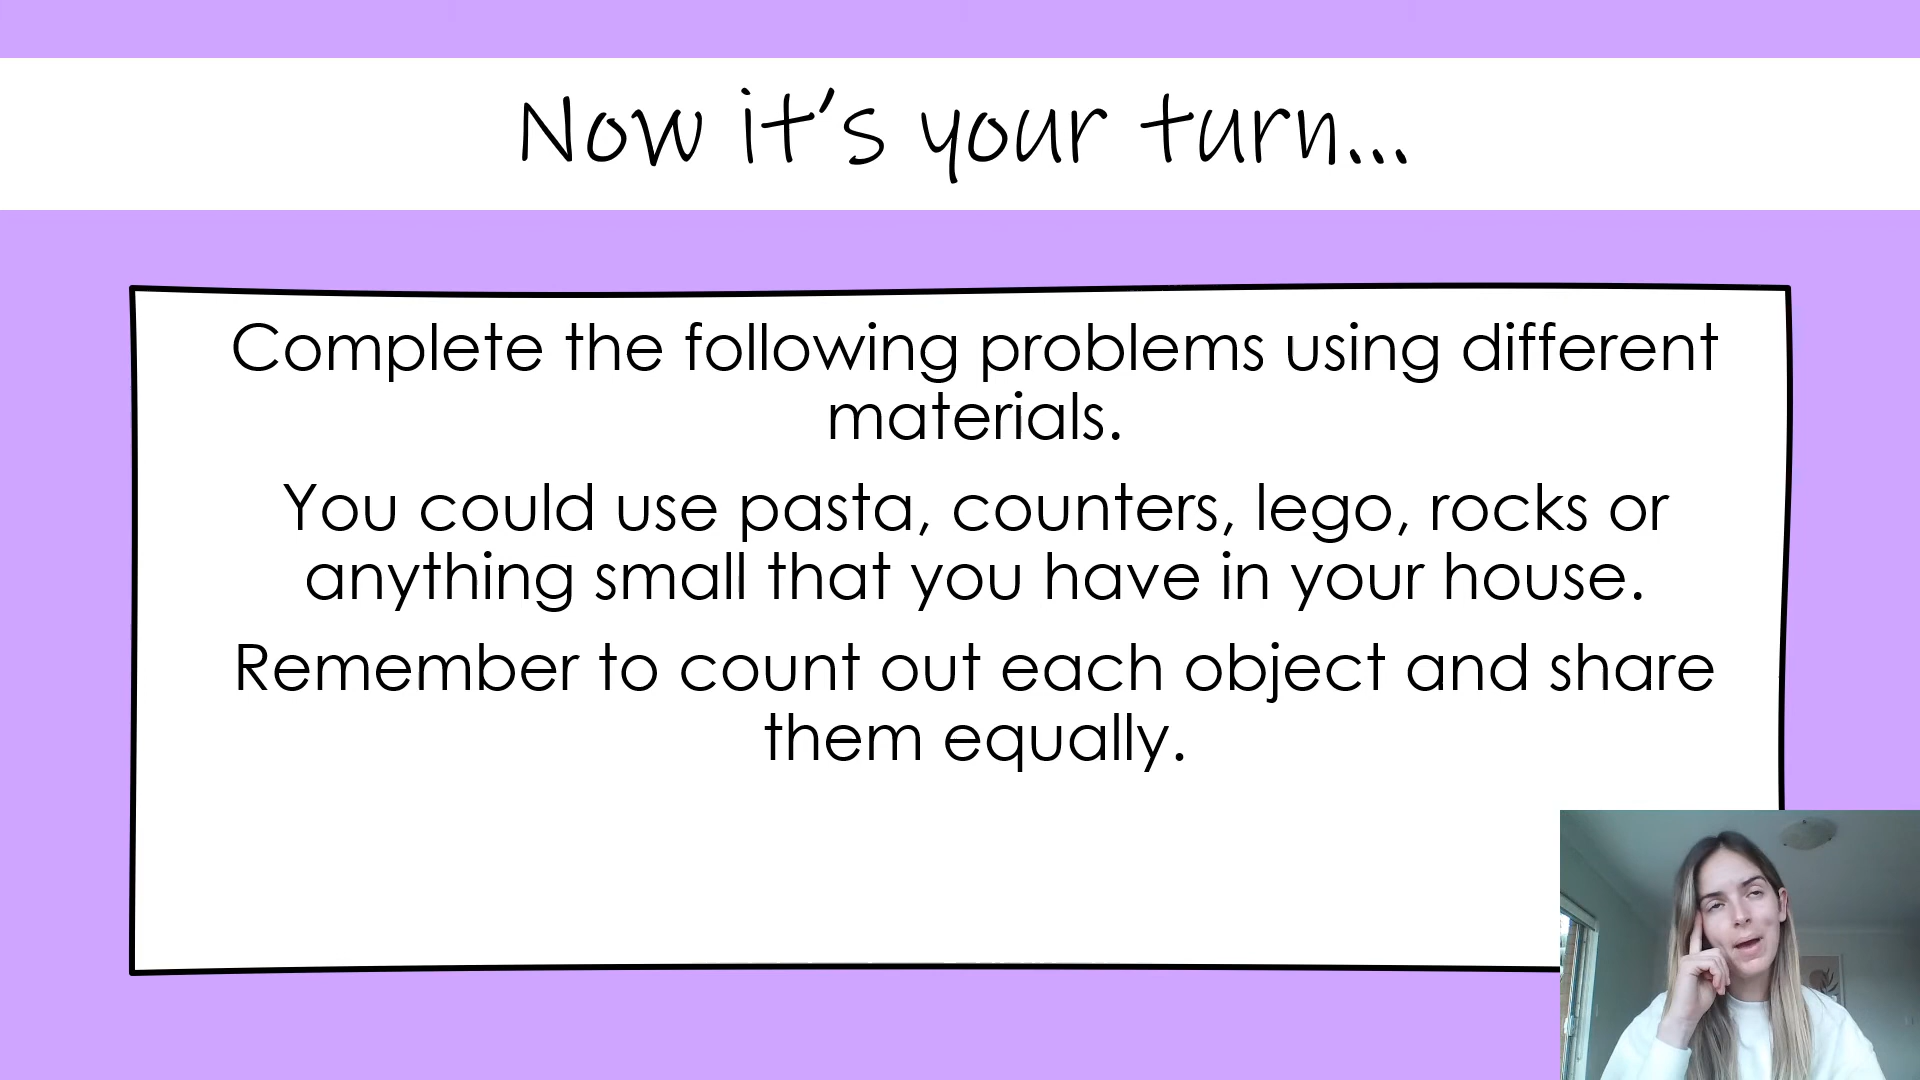 Now it's your turn...
Complete the following problems using different
materials.
You could use pasta, counters, lego, rocks or
anything small that you have in your house.
Remember to count out each object and share
them equally.